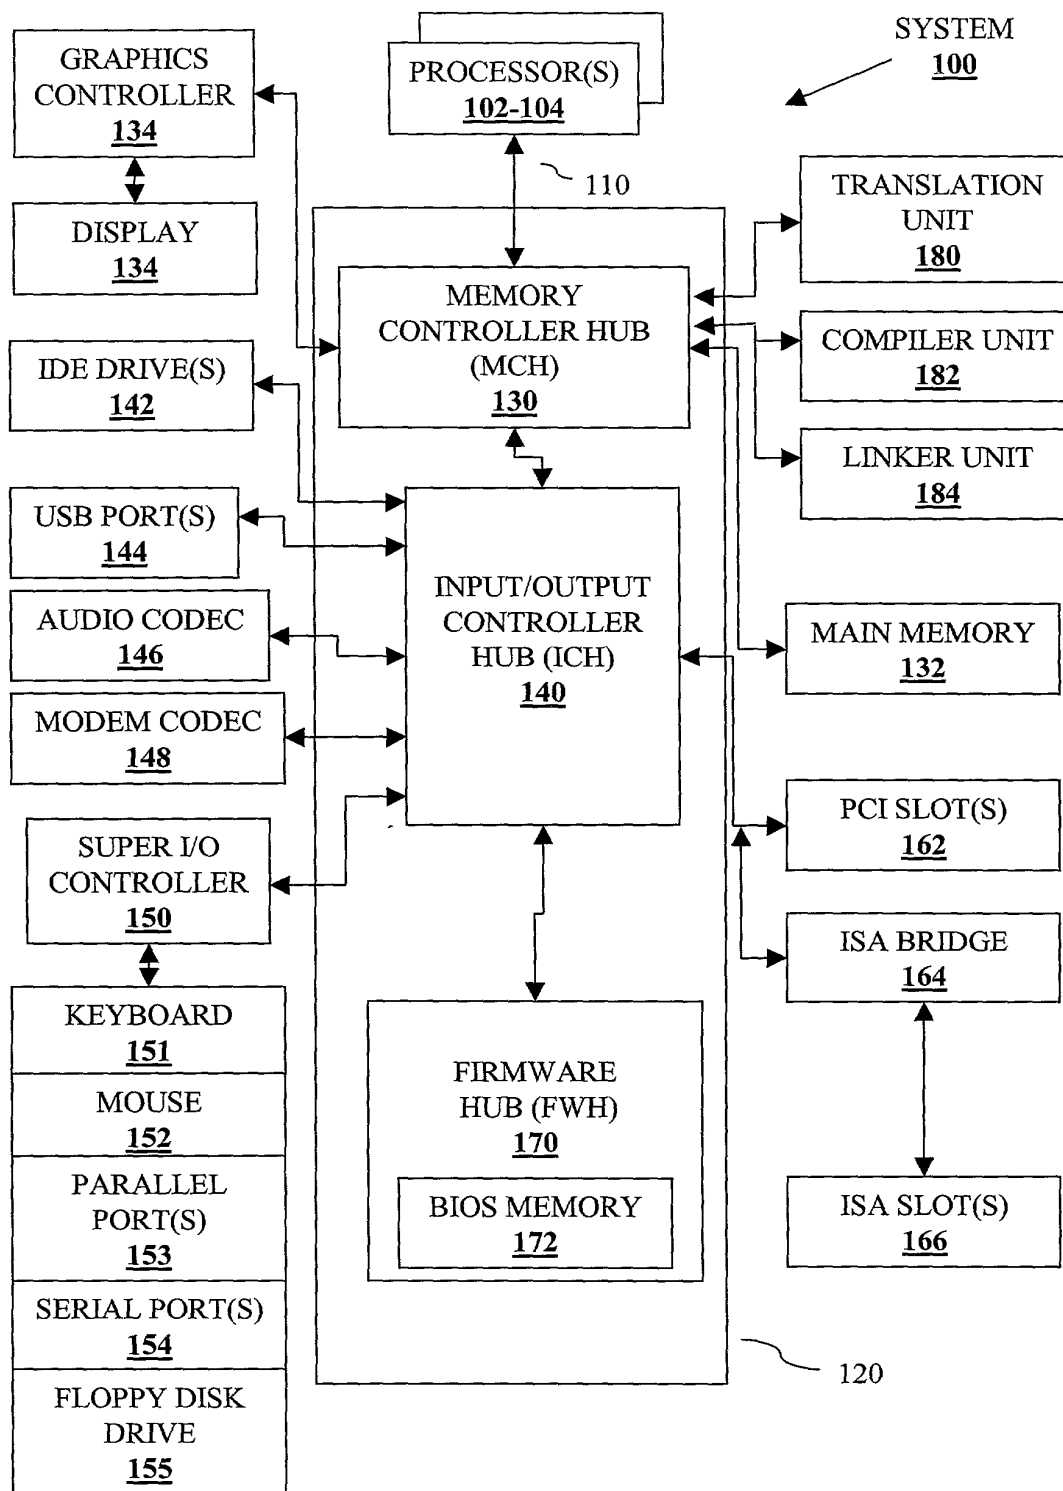 SYSTEM
100
GRAPHICS
CONTROLLER
134
PROCESSOR(S)
102-104
110
DISPLAY
134
TRANSLATION
UNIT
180
MEMORY
CONTROLLER HUB
(MCH)
130
COMPILER UNIT
182
IDE DRIVE(S)
142
LINKER UNIT
184
USB PORT(S)
144
AUDIO CODEC
146
MODEM CODEC
148
INPUT/OUTPUT
CONTROLLER
HUB (ICH)
140
MAIN MEMORY
132
PCI SLOT(S)
162
SUPER I/O
CONTROLLER
150
ISA BRIDGE
164
KEYBOARD
151
MOUSE
152
PARALLEL
PORT(S)
153
SERIAL PORT(S)
154
FLOPPY DISK
DRIVE
155
FIRMWARE
HUB (FWH)
170
BIOS MEMORY
172
ISA SLOT(S)
166
120